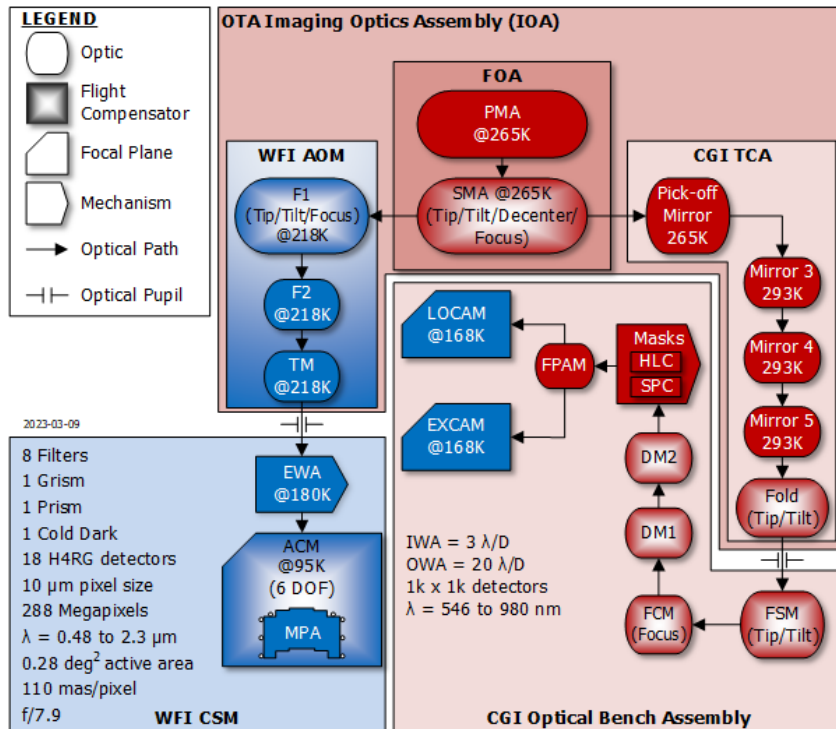 LEGEND
Optic
Flight
Compensator
Focal Plane
Mechanism
Optical Path
Optical Pupil
OTA Imaging Optics Assembly (IOA)
FOA
PMA
@265K
SMA @265K
(Tip/Tilt/Decenter/
Focus)
WFI AOM
F1
(Tip/Tilt/Focus)
@218K
F2
@218K
TM
@218K
CGI TCA
Pick-off
Mirror
265K
Mirror 3
293K
Mirror 4
293K
Mirror 5
293K
Fold
(Tip/Tilt)
2023-03-09
8 Filters
1 Grism
1 Prism
1 Cold Dark
18 H4RG detectors
10 µm pixel size
288 Megapixels
λ = 0.48 to 2.3 µm
0.28 deg² active area
110 mas/pixel
f/7.9
EWA
@180K
ACM
@95K
(6 DOF)
MPA
WFI CSM
LOCAM
@168K
EXCAM
@168K
FPAM
Masks
HLC
SPC
DM2
DM1
FCM
(Focus)
FSM
(Tip/Tilt)
IWA = 3 λ/D
OWA = 20 λ/D
1k x 1k detectors
λ = 546 to 980 nm
CGI Optical Bench Assembly